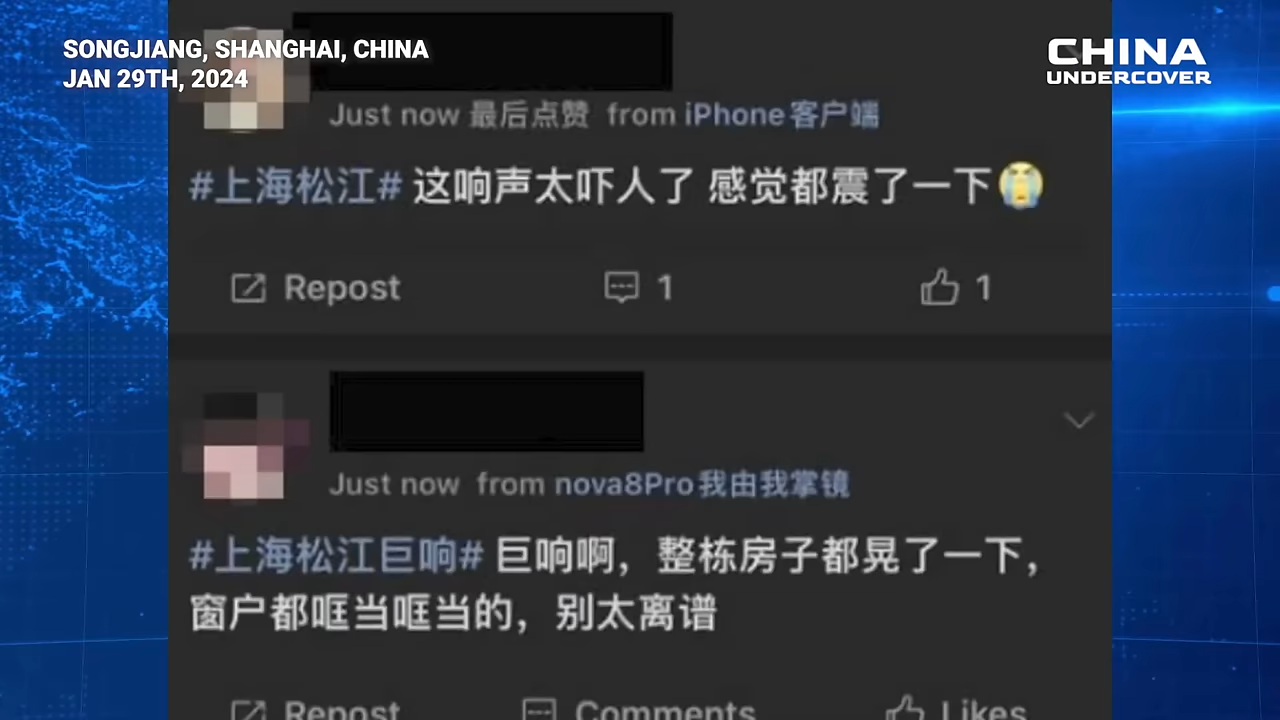 SONGJIANG, SHANGHAI, CHINA
JAN 29TH, 2024
CHINA
UNDERCOVER
Just now 最后点赞 from iPhone客户端
#上海松江# 这响声太吓人了 感觉都震了一下😭
Repost 1 1
Just now from nova8Pro我由我掌镜
#上海松江巨响# 巨响啊，整栋房子都晃了一下，
窗户都哐当哐当的，别太离谱
Repost Comments Likes